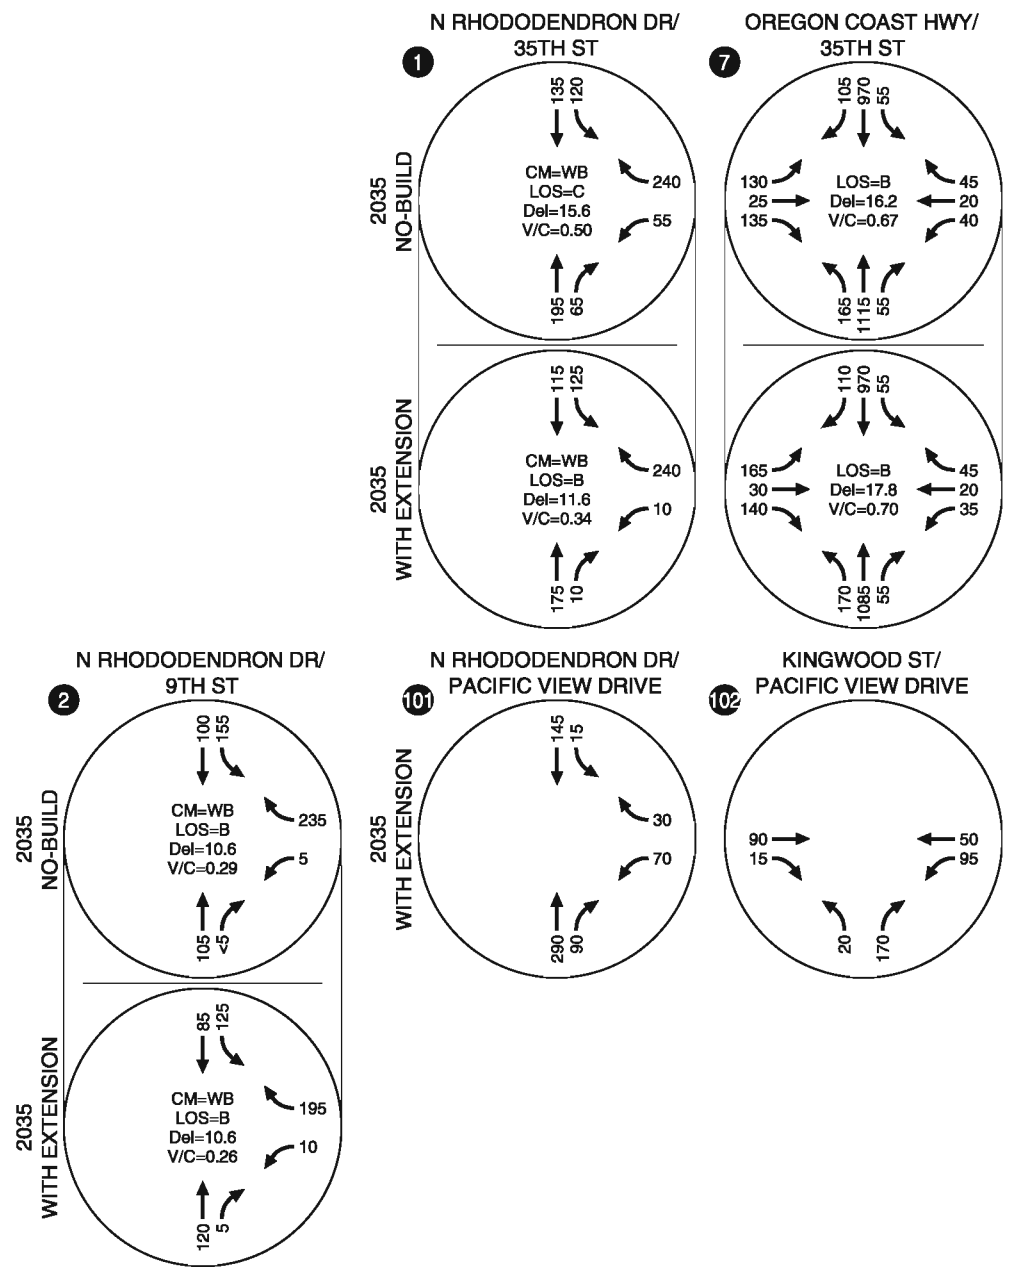 N RHODODENDRON DR/
35TH ST
1
2035
NO-BUILD
135
120
CM=WB
LOS=C
Del=15.6
V/C=0.50
240
55
195
65
2035
WITH EXTENSION
115
125
CM=WB
LOS=B
Del=11.6
V/C=0.34
240
10
175
10
OREGON COAST HWY/
35TH ST
7
105
970
55
130
25
135
LOS=B
Del=16.2
V/C=0.67
45
20
40
165
1115
55
110
970
55
165
30
140
LOS=B
Del=17.8
V/C=0.70
45
20
35
170
1085
55
N RHODODENDRON DR/
9TH ST
2
2035
NO-BUILD
100
155
CM=WB
LOS=B
Del=10.6
V/C=0.29
235
5
105
<5
2035
WITH EXTENSION
85
125
CM=WB
LOS=B
Del=10.6
V/C=0.26
195
10
120
5
N RHODODENDRON DR/
PACIFIC VIEW DRIVE
101
2035
WITH EXTENSION
145
15
30
70
290
90
KINGWOOD ST/
PACIFIC VIEW DRIVE
102
90
15
50
95
20
170